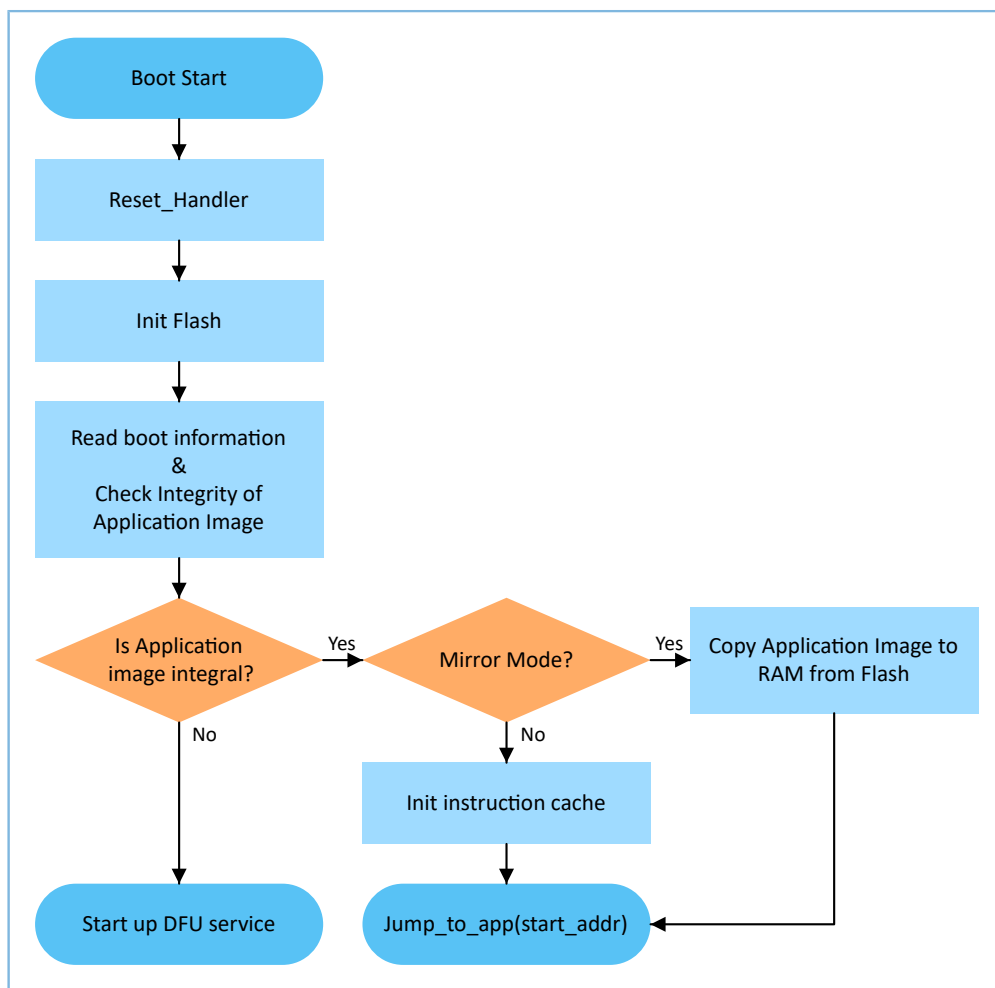 Boot Start
Reset_Handler
Init Flash
Read boot information
&
Check Integrity of
Application Image
Is Application
image integral?
Yes
Mirror Mode?
Yes
Copy Application Image to
RAM from Flash
No
No
Init instruction cache
Start up DFU service
Jump_to_app(start_addr)